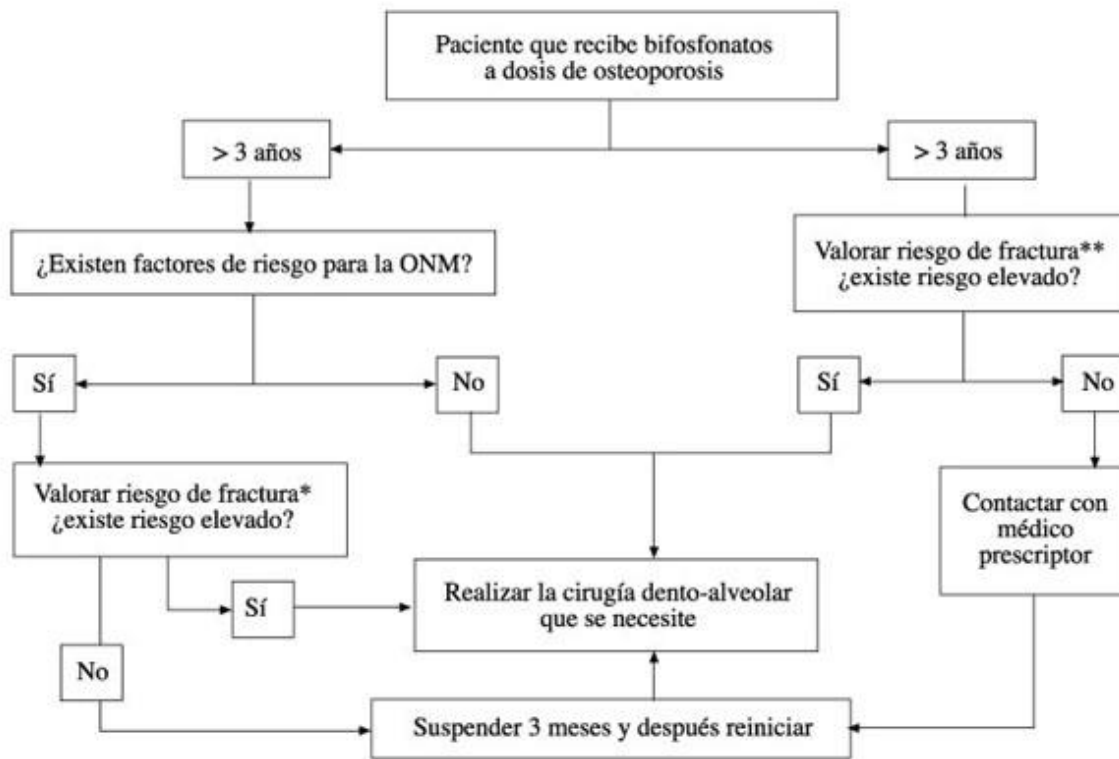 Paciente que recibe bifosfonatos
a dosis de osteoporosis
> 3 años
> 3 años
¿Existen factores de riesgo para la ONM?
Valorar riesgo de fractura**
¿existe riesgo elevado?
Sí
No
Sí
No
Valorar riesgo de fractura*
¿existe riesgo elevado?
Contactar con
médico
prescriptor
Sí
Realizar la cirugía dento-alveolar
que se necesite
No
Suspender 3 meses y después reiniciar